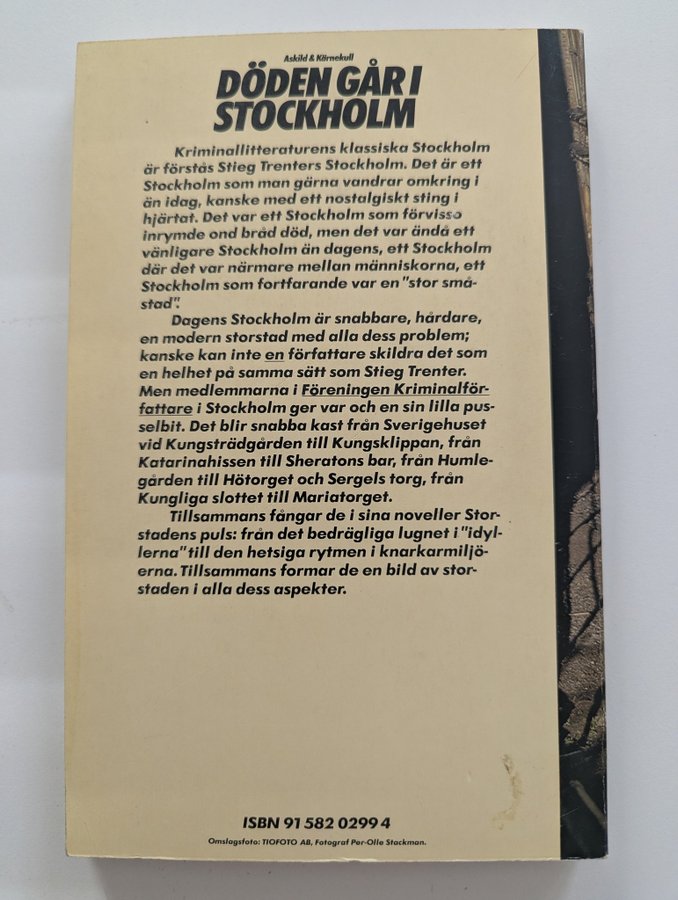 Askild & Kärnekull
DÖDEN GÅR I
STOCKHOLM
Kriminallitteraturens klassiska Stockholm
är förstås Stieg Trenters Stockholm. Det är ett
Stockholm som man gärna vandrar omkring i
än idag, kanske med ett nostalgiskt sting i
hjärtat. Det var ett Stockholm som förvisso
inrymde ond bråd död, men det var ändå ett
vänligare Stockholm än dagens, ett Stockholm
där det var närmare mellan människorna, ett
Stockholm som fortfarande var en "stor små-
stad".
Dagens Stockholm är snabbare, hårdare,
en modern storstad med alla dess problem;
kanske kan inte en författare skildra det som
en helhet på samma sätt som Stieg Trenter.
Men medlemmarna i Föreningen Kriminalför-
fattare i Stockholm ger var och en sin lilla pus-
selbit. Det blir snabba kast från Sverigehuset
vid Kungsträdgården till Kungsklippan, från
Katarinahissen till Sheratons bar, från Humle-
gården till Hötorget och Sergels torg, från
Kungliga slottet till Mariatorget.
Tillsammans fångar de i sina noveller Stor-
stadens puls: från det bedrägliga lugnet i "idyl-
lerna" till den hetsiga rytmen i knarkarmiljö-
erna. Tillsammans formar de en bild av stor-
staden i alla dess aspekter.
ISBN 91 582 0299 4
Omslagsfoto: TIOFOTO AB, Fotograf Per-Olle Stackman.